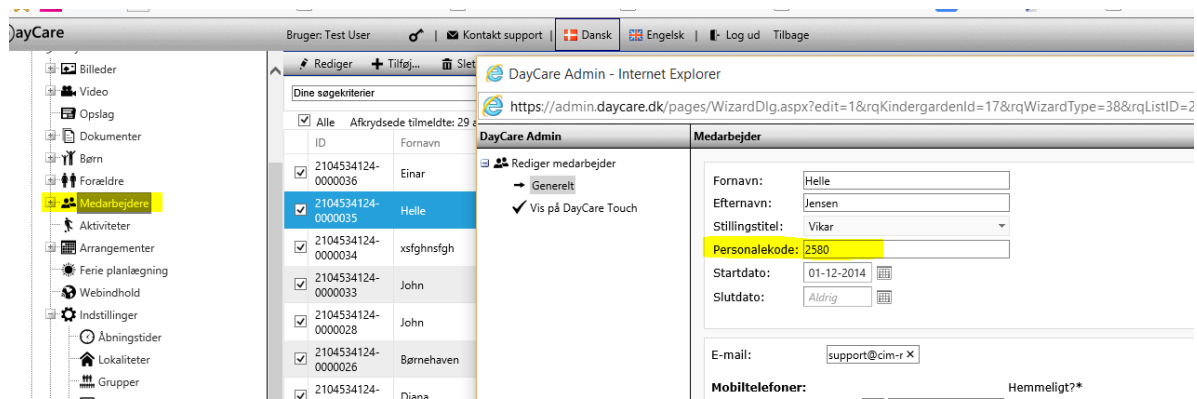 ayCare
Bruger: Test User | Kontakt support | Dansk Engelsk | Log ud Tilbage
Billeder
Video
Opslag
Dokumenter
Børn
Forældre
Medarbejdere
Aktiviteter
Arrangementer
Ferie planlægning
Webindhold
Indstillinger
Åbningstider
Lokaliteter
Grupper
Rediger Tilføj... Slet
Dine søgekriterier
Alle Afkrydsede tilmeldte: 29 a
ID Fornavn
2104534124-
0000036 Einar
2104534124-
0000035 Helle
2104534124-
0000034 xsfghnsfgh
2104534124-
0000033 John
2104534124-
0000028 John
2104534124-
0000026 Børnehaven
2104534124- Diana
DayCare Admin - Internet Explorer
https://admin.daycare.dk/pages/WizardDlg.aspx?edit=1&rqKindergardenId=17&rqWizardType=38&rqListID=2
DayCare Admin
Rediger medarbejder
Generelt
Vis på DayCare Touch
Medarbejder
Fornavn: Helle
Efternavn: Jensen
Stillingstitel: Vikar
Personalekode: 2580
Startdato: 01-12-2014
Slutdato: Aldrig
E-mail: support@cim-r ×
Mobiltelefoner: Hemmeligt?*